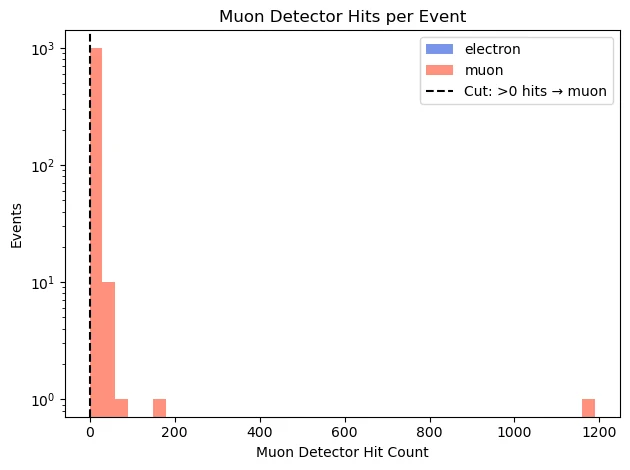 Muon Detector Hits per Event
electron
muon
Cut: >0 hits → muon
Events
10³
10²
10¹
10⁰
0 200 400 600 800 1000 1200
Muon Detector Hit Count